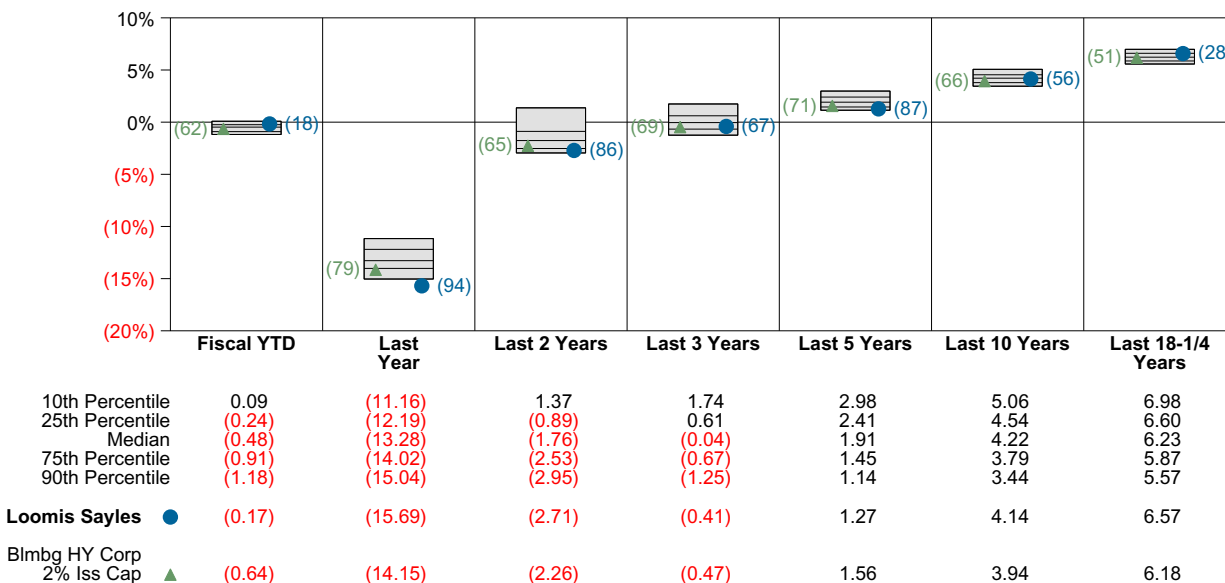 10%
5%
0%
(5%)
(10%)
(15%)
(20%)
(62) (18)
(79) (94)
(65) (86)
(69) (67)
(71) (87)
(66) (56)
(51) (28
Fiscal YTD Last Year Last 2 Years Last 3 Years Last 5 Years Last 10 Years Last 18-1/4 Years
10th Percentile 0.09 (11.16) 1.37 1.74 2.98 5.06 6.98
25th Percentile (0.24) (12.19) (0.89) 0.61 2.41 4.54 6.60
Median (0.48) (13.28) (1.76) (0.04) 1.91 4.22 6.23
75th Percentile (0.91) (14.02) (2.53) (0.67) 1.45 3.79 5.87
90th Percentile (1.18) (15.04) (2.95) (1.25) 1.14 3.44 5.57
Loomis Sayles (0.17) (15.69) (2.71) (0.41) 1.27 4.14 6.57
Blmbg HY Corp
2% Iss Cap (0.64) (14.15) (2.26) (0.47) 1.56 3.94 6.18